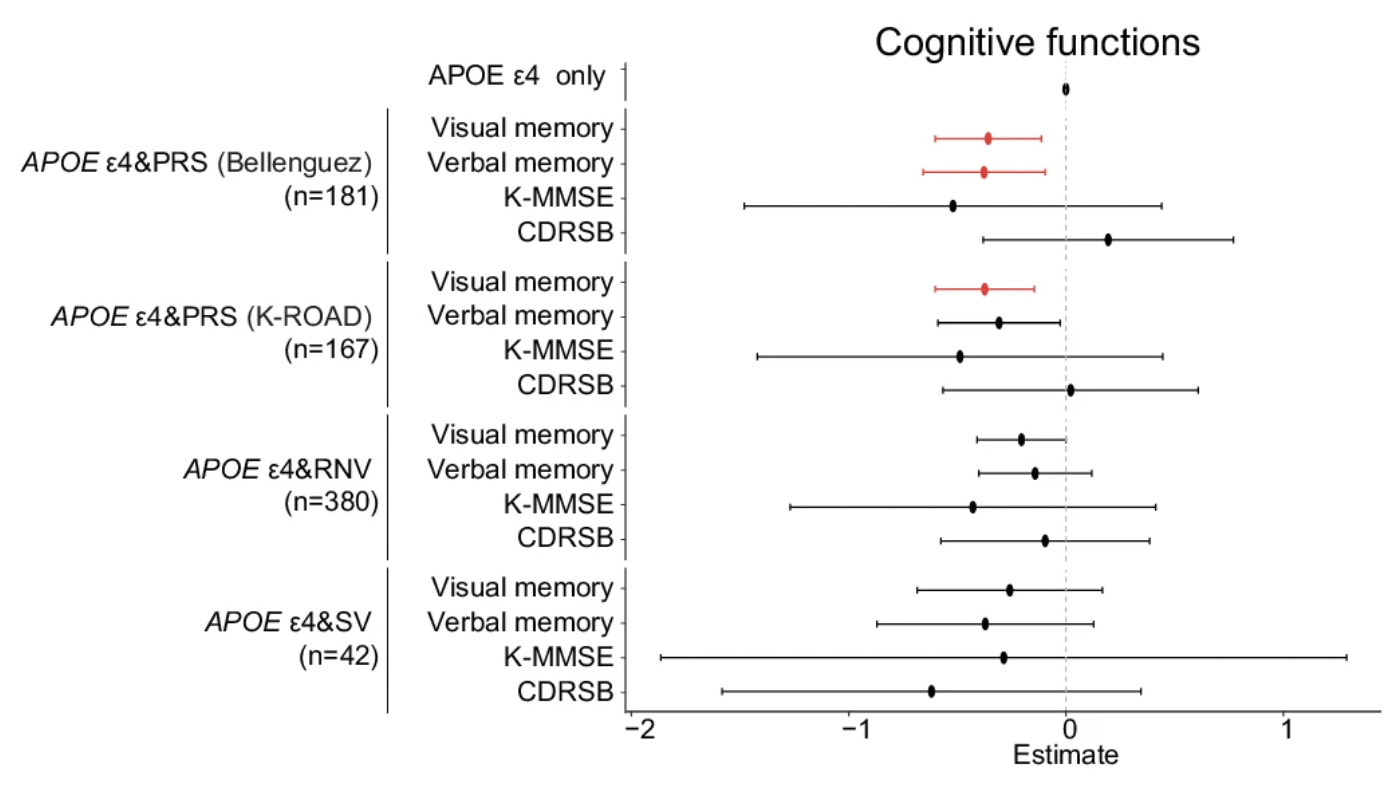 Cognitive functions
APOE ε4 only
APOE ε4&PRS (Bellenguez)
(n=181)
Visual memory
Verbal memory
K-MMSE
CDRSB
APOE ε4&PRS (K-ROAD)
(n=167)
Visual memory
Verbal memory
K-MMSE
CDRSB
APOE ε4&RNV
(n=380)
Visual memory
Verbal memory
K-MMSE
CDRSB
APOE ε4&SV
(n=42)
Visual memory
Verbal memory
K-MMSE
CDRSB
−2 −1 0 1
Estimate